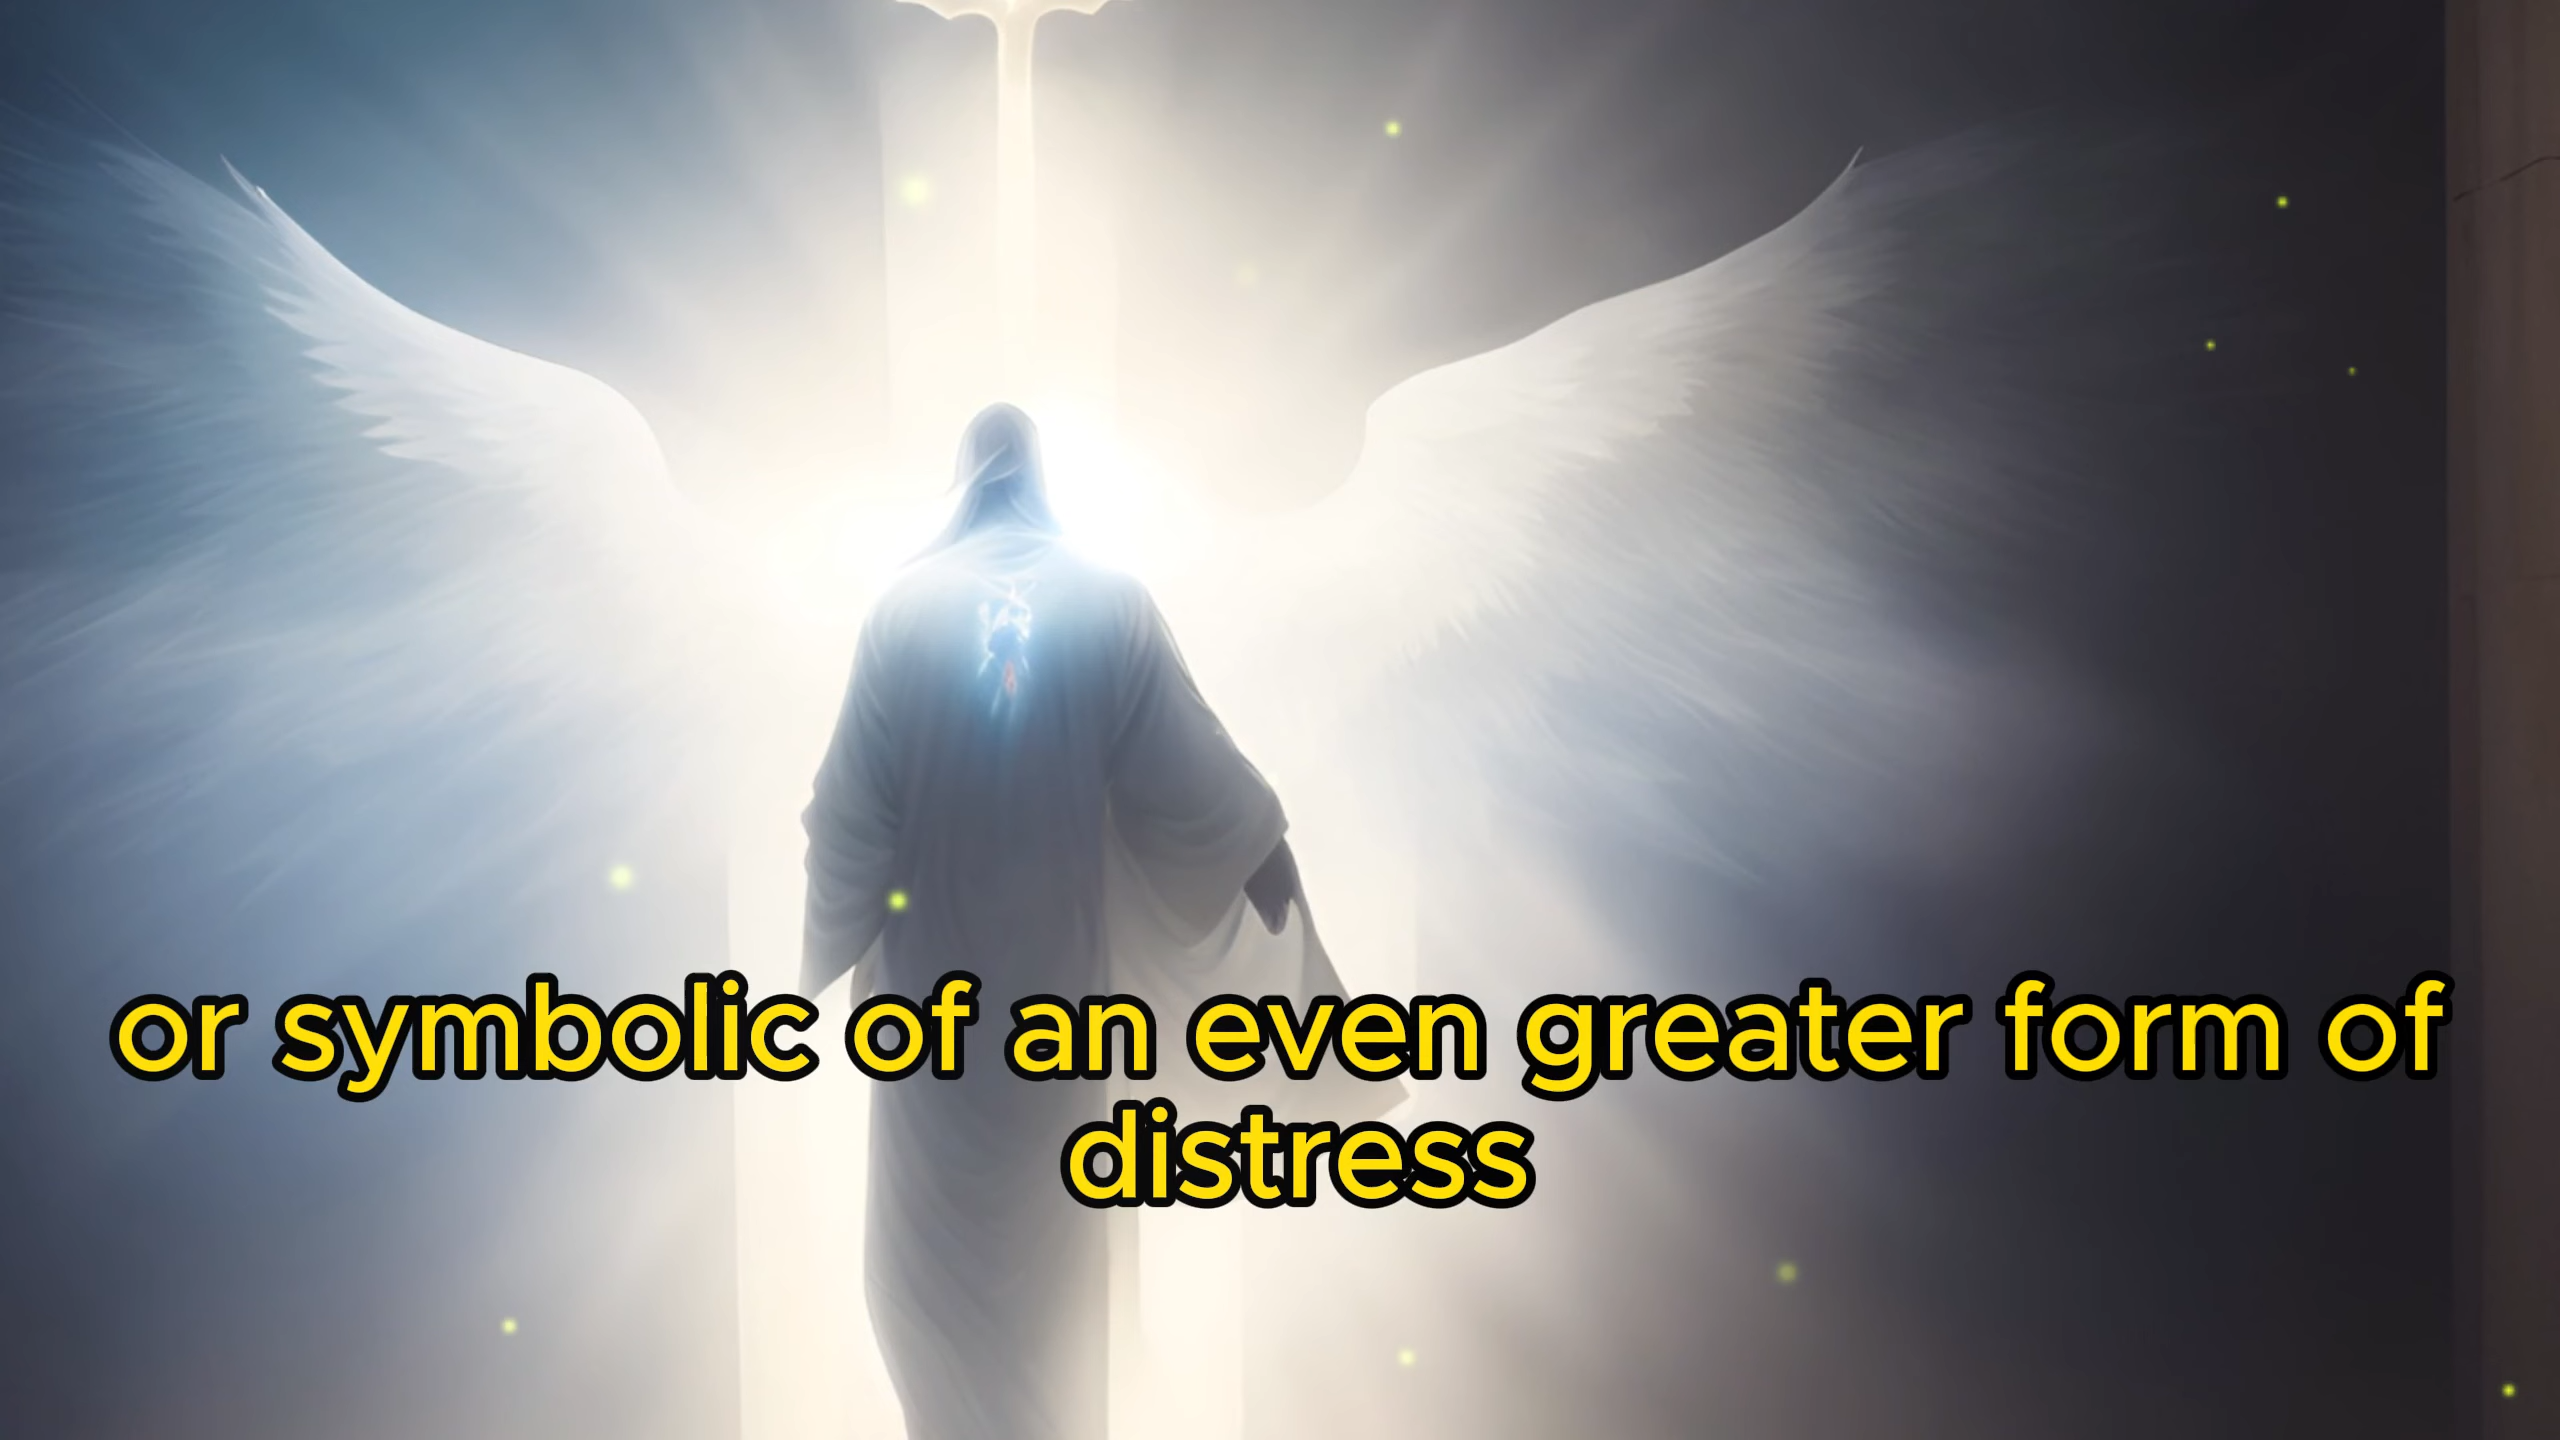 or symbolic of an even greater form of
distress